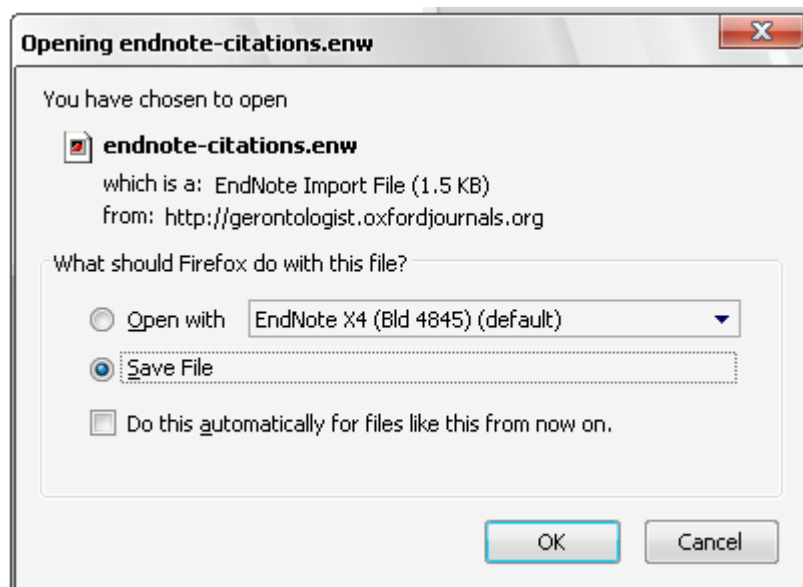 Opening endnote-citations.enw
You have chosen to open
endnote-citations.enw
which is a: EndNote Import File (1.5 KB)
from: http://gerontologist.oxfordjournals.org
What should Firefox do with this file?
Open with EndNote X4 (Bld 4845) (default)
Save File
Do this automatically for files like this from now on.
OK Cancel